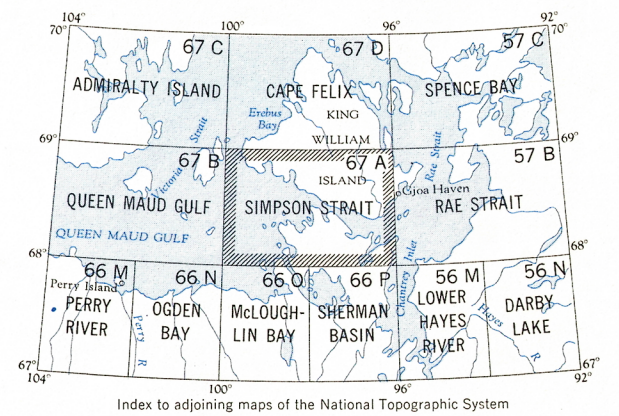 104° 100° 96° 92°
70° 70°
67 C 67 D 57 C
ADMIRALTY ISLAND CAPE FELIX SPENCE BAY
Erebus
Bay
KING
WILLIAM
ISLAND
Victoria Strait
Rae Strait
69° 69°
67 B 67 A 57 B
Gjoa Haven
QUEEN MAUD GULF SIMPSON STRAIT RAE STRAIT
QUEEN MAUD GULF
Chantrey Inlet
68° 68°
66 M 66 N 66 O 66 P 56 M 56 N
Perry Island
PERRY
RIVER
OGDEN
BAY
McLOUGH-
LIN BAY
SHERMAN
BASIN
LOWER
HAYES
RIVER
DARBY
LAKE
Perry R
Hayes R
67° 67°
104° 100° 96° 92°
Index to adjoining maps of the National Topographic System